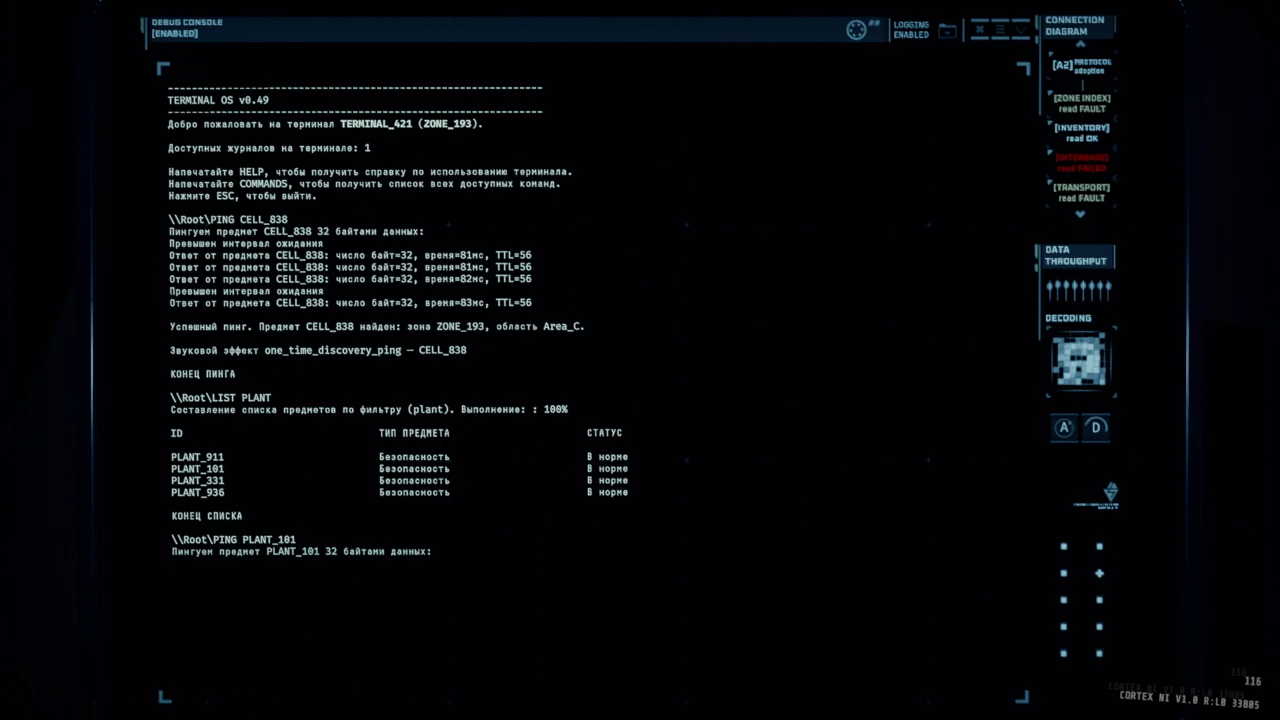 DEBUG CONSOLE
[ENABLED]
LOGGING
ENABLED
CONNECTION
DIAGRAM
[A2] PROTOCOL
adoption
[ZONE INDEX]
read FAULT
[INVENTORY]
read OK
read FAILED
[TRANSPORT]
read FAULT
DATA
THROUGHPUT
DECODING
A
D
TERMINAL OS v0.49
Добро пожаловать на терминал TERMINAL_421 (ZONE_193).
Доступных журналов на терминале: 1
Напечатайте HELP, чтобы получить справку по использованию терминала.
Напечатайте COMMANDS, чтобы получить список всех доступных команд.
Нажмите ESC, чтобы выйти.
\\Root\PING CELL_838
Пингуем предмет CELL_838 32 байтами данных:
Превышен интервал ожидания
Ответ от предмета CELL_838: число байт=32, время=81мс, TTL=56
Ответ от предмета CELL_838: число байт=32, время=81мс, TTL=56
Ответ от предмета CELL_838: число байт=32, время=82мс, TTL=56
Превышен интервал ожидания
Ответ от предмета CELL_838: число байт=32, время=83мс, TTL=56
Успешный пинг. Предмет CELL_838 найден: зона ZONE_193, область Area_C.
Звуковой эффект one_time_discovery_ping — CELL_838
КОНЕЦ ПИНГА
\\Root\LIST PLANT
Составление списка предметов по фильтру (plant). Выполнение: : 100%
ID ТИП ПРЕДМЕТА СТАТУС
PLANT_911 Безопасность В норме
PLANT_101 Безопасность В норме
PLANT_331 Безопасность В норме
PLANT_936 Безопасность В норме
КОНЕЦ СПИСКА
\\Root\PING PLANT_101
Пингуем предмет PLANT_101 32 байтами данных:
116
CORTEX NI V1.0 R:L0 33805